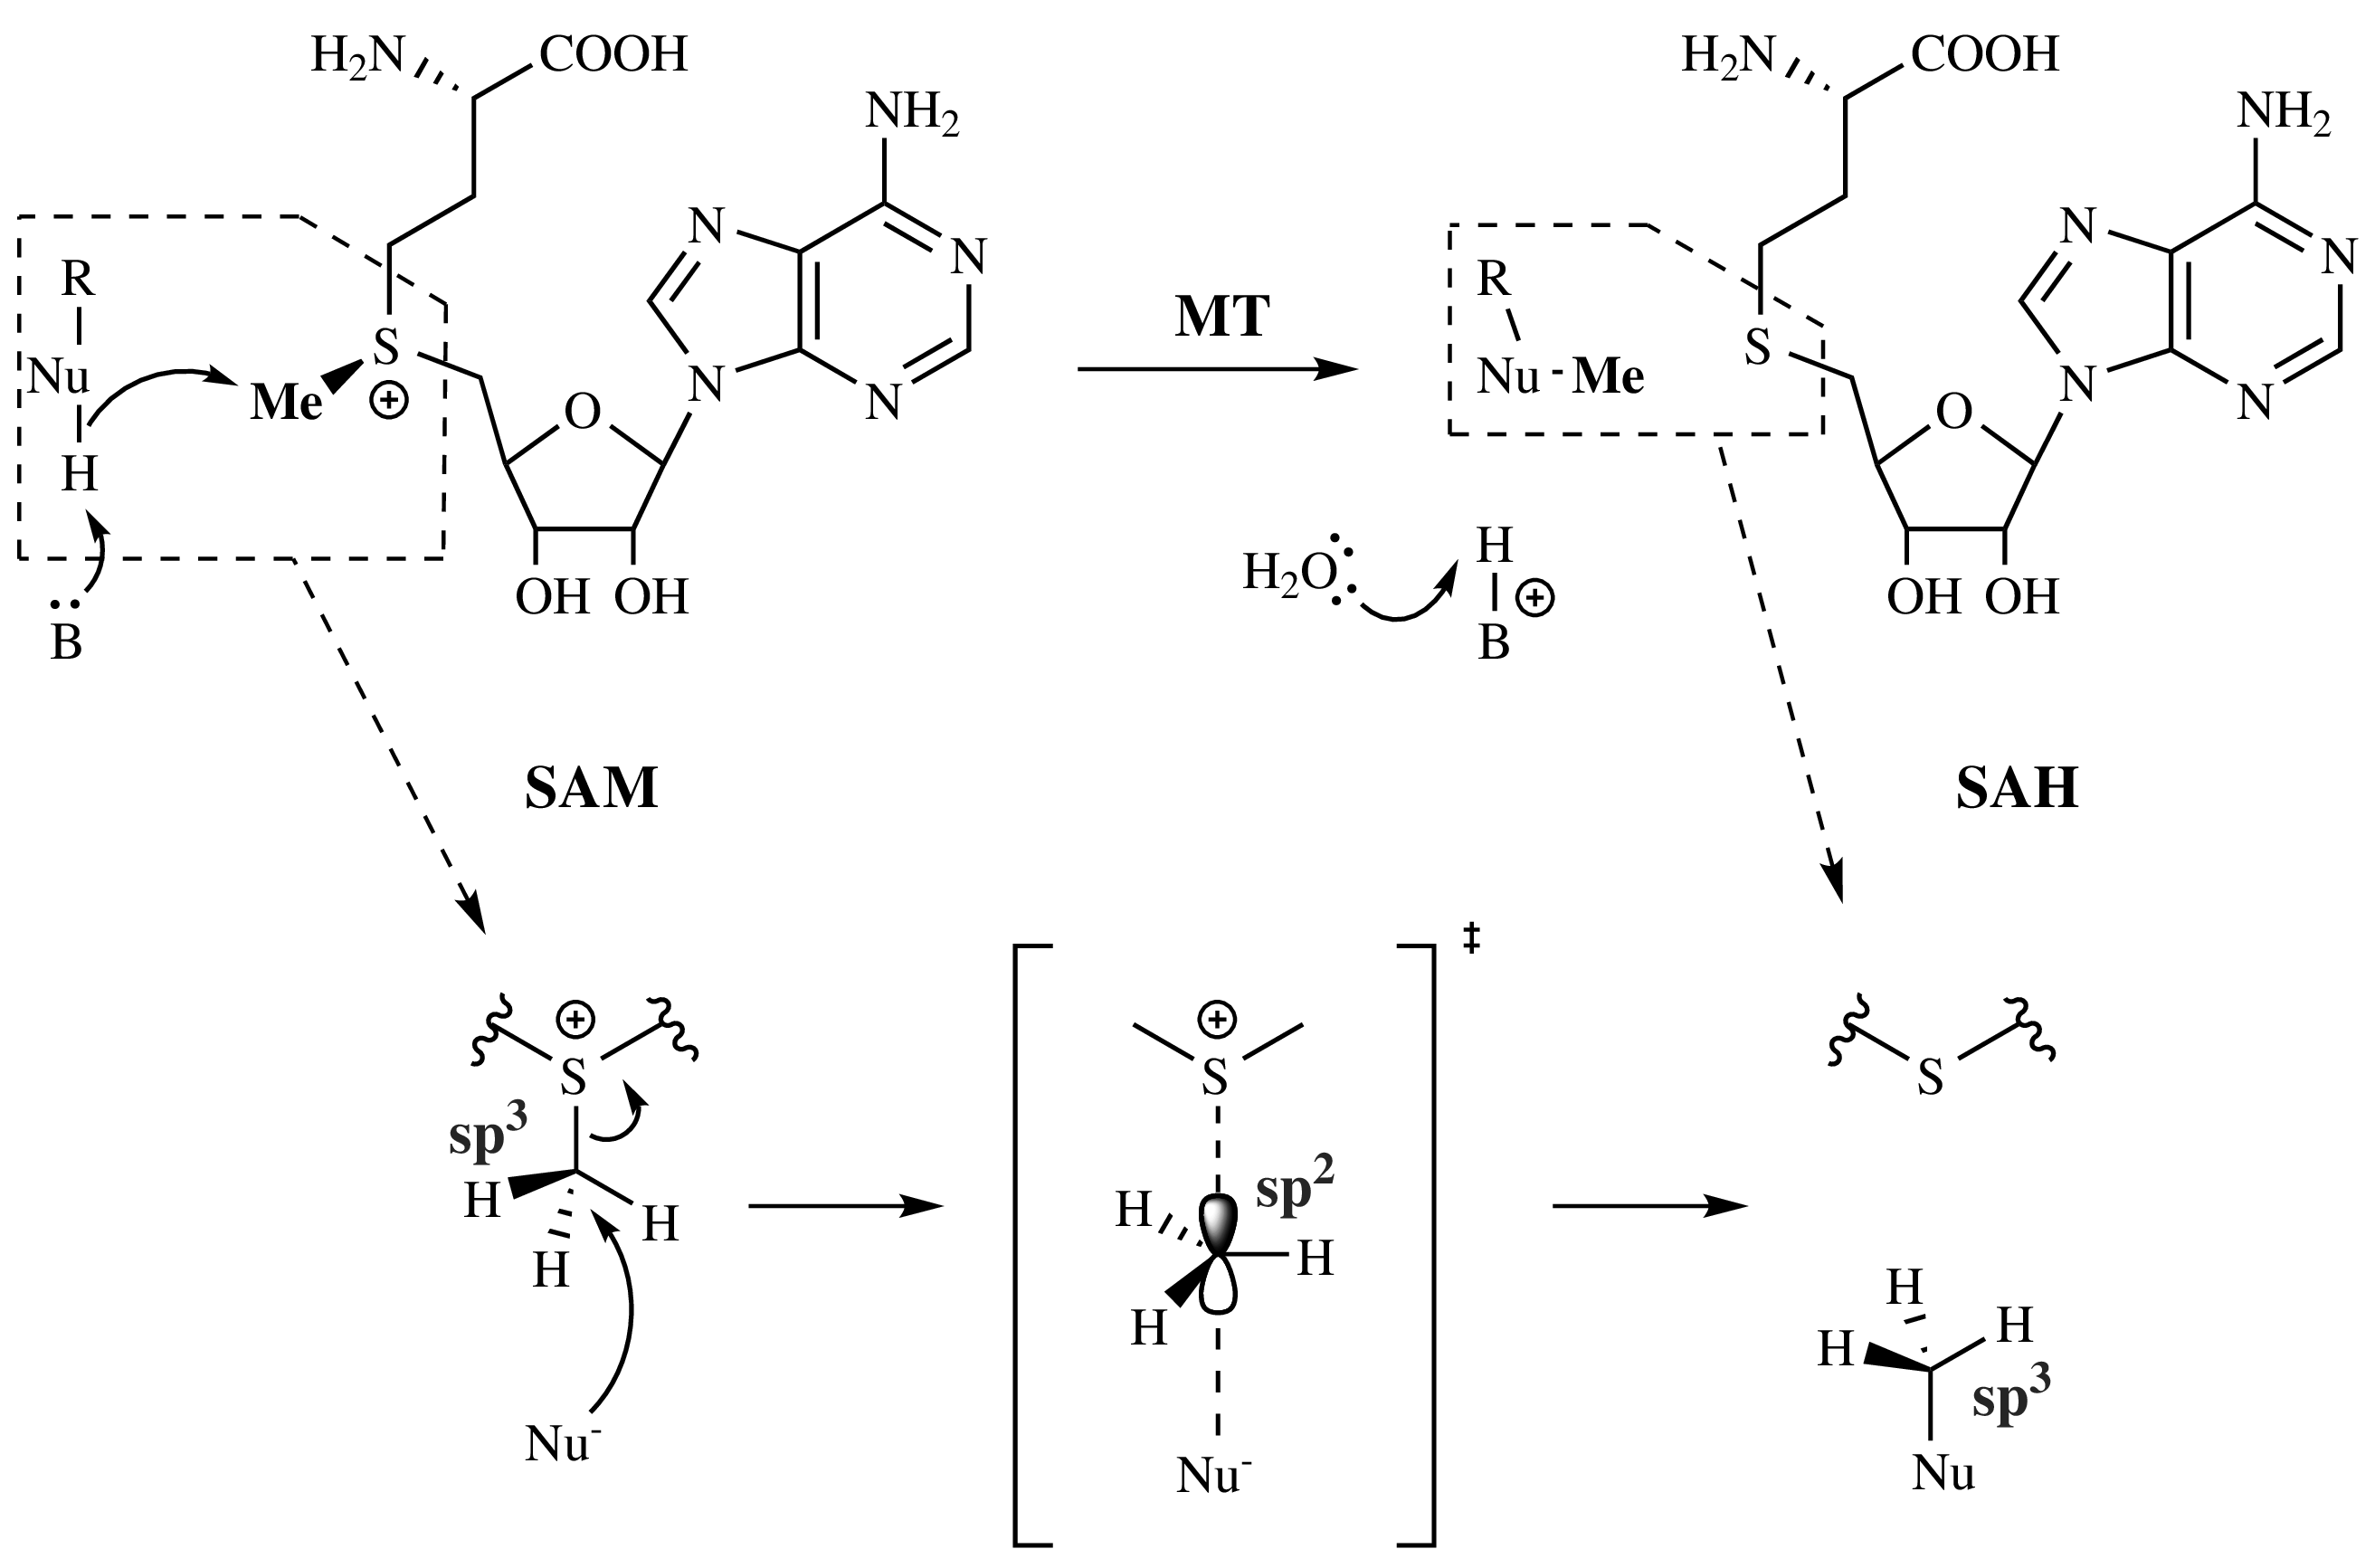 H₂N COOH
NH₂
N N
N N
R
Nu
H
Me S ⊕
O
OH OH
B
SAM
MT
H₂O H
⊕
B
H₂N COOH
NH₂
N N
N N
R
Nu - Me
S
O
OH OH
SAH
⊕
S
sp³
H H
H
Nu⁻
‡
⊕
S
sp²
H H
H
Nu⁻
S
H
H H
sp³
Nu